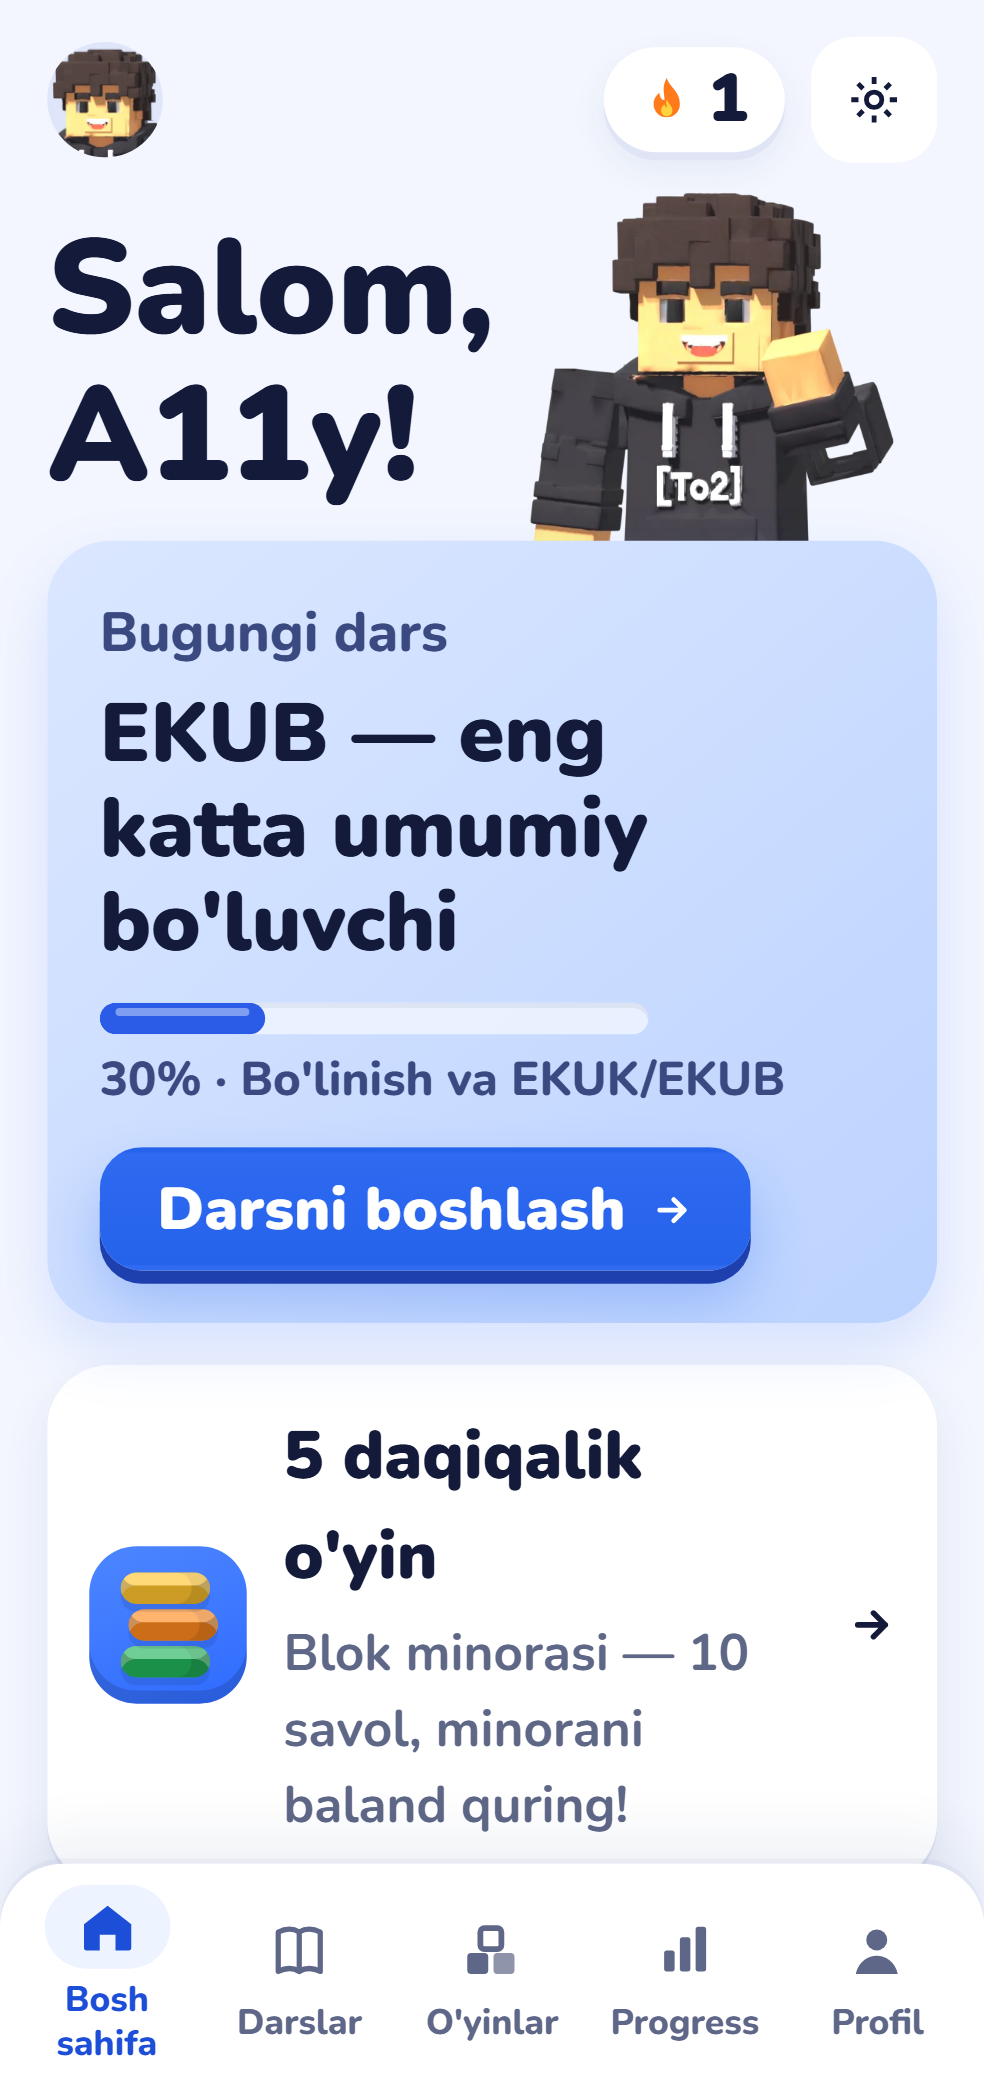 1
Salom,
A11y!
[To2]
Bugungi dars
EKUB — eng
katta umumiy
bo'luvchi
30% · Bo'linish va EKUK/EKUB
Darsni boshlash →
5 daqiqalik
o'yin
Blok minorasi — 10
savol, minorani
baland quring!
→
Bosh
sahifa
Darslar
O'yinlar
Progress
Profil